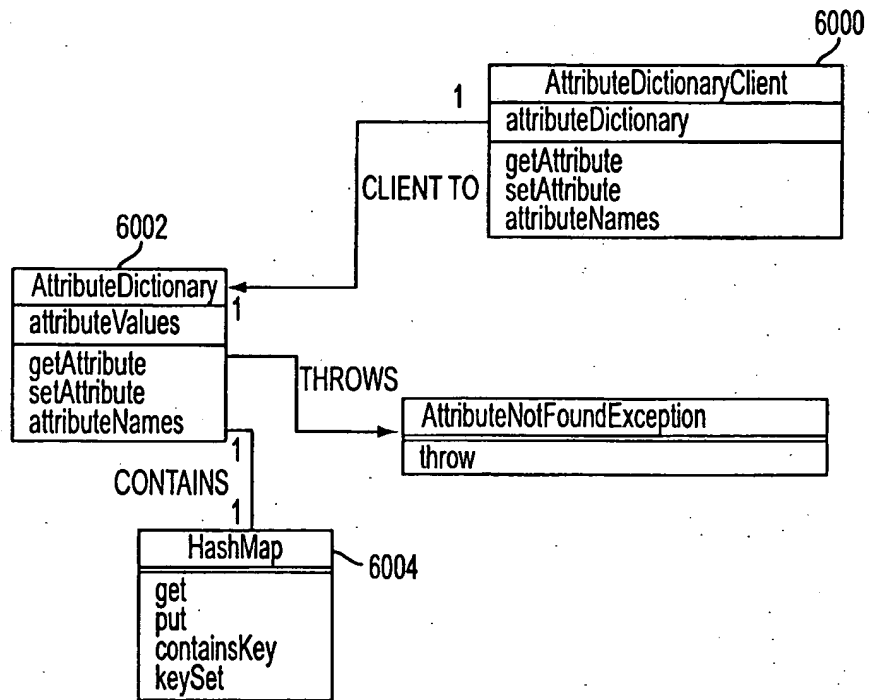 6000
AttributeDictionaryClient
attributeDictionary
getAttribute
setAttribute
attributeNames
1
CLIENT TO
6002
AttributeDictionary
attributeValues
getAttribute
setAttribute
attributeNames
1
THROWS
AttributeNotFoundException
throw
1
CONTAINS
1
HashMap
6004
get
put
containsKey
keySet